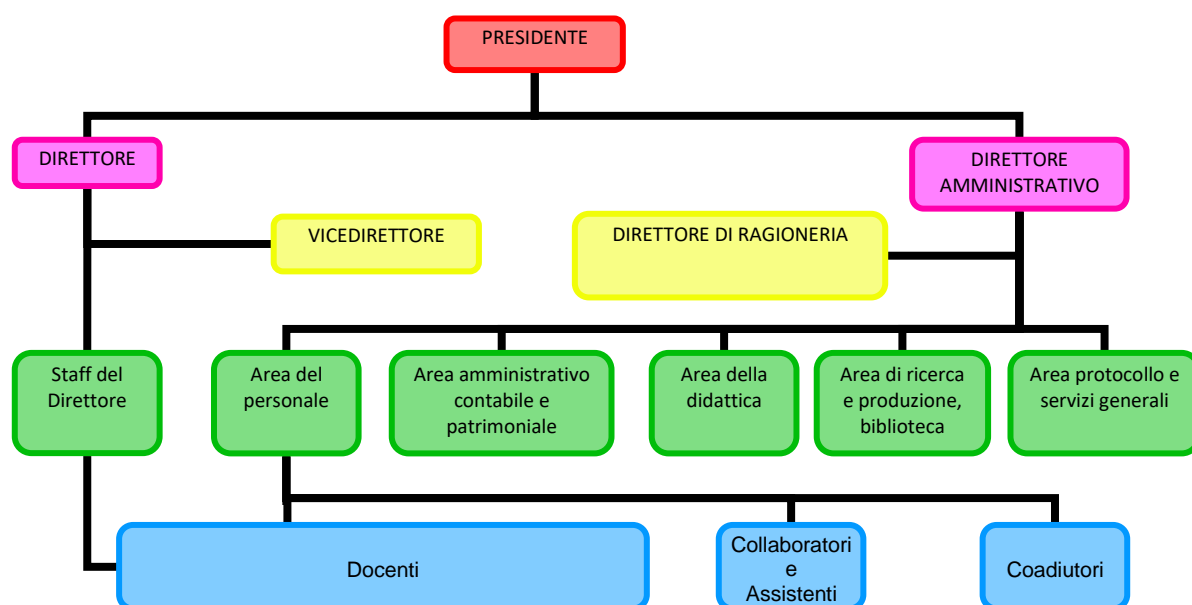 PRESIDENTE
DIRETTORE
DIRETTORE
AMMINISTRATIVO
VICEDIRETTORE
DIRETTORE DI RAGIONERIA
Staff del
Direttore
Area del
personale
Area amministrativo
contabile e
patrimoniale
Area della
didattica
Area di ricerca
e produzione,
biblioteca
Area protocollo e
servizi generali
Docenti
Collaboratori
e
Assistenti
Coadiutori